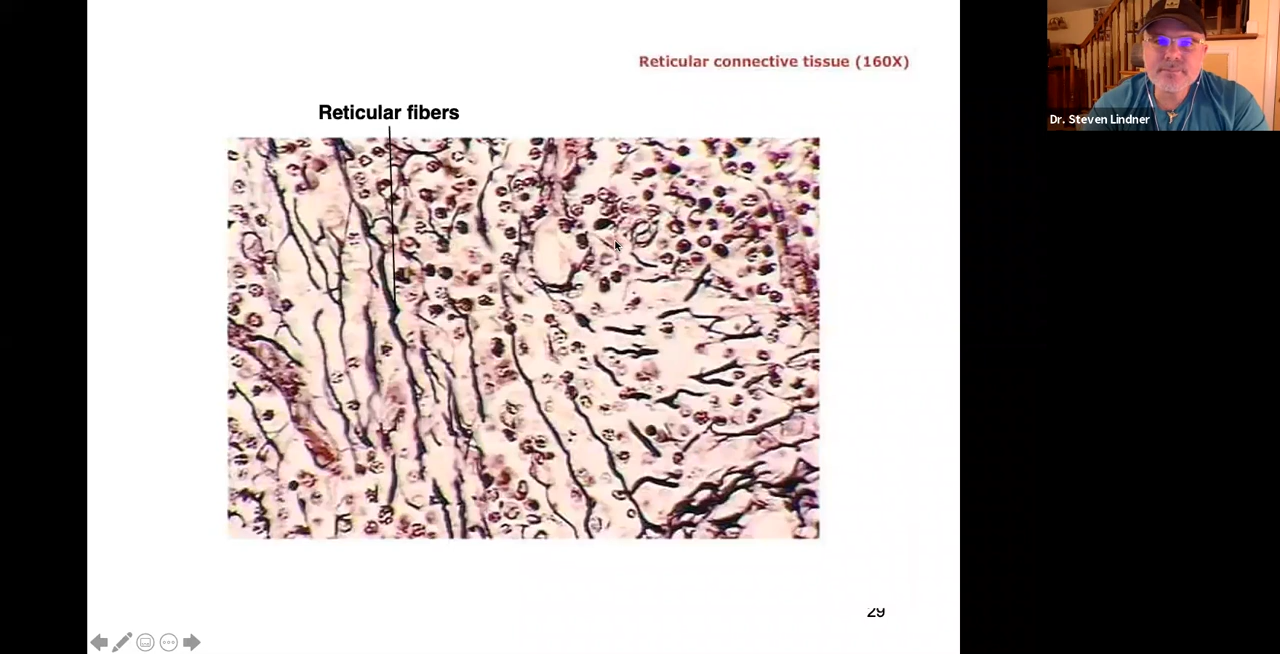 Reticular connective tissue (160X)
Reticular fibers
Dr. Steven Lindner
29